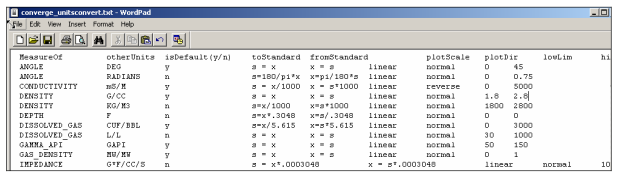 converge_unitsconvert.txt - WordPad
File Edit View Insert Format Help
MeasureOf otherUnits isDefault(y/n) toStandard fromStandard plotScale plotDir lowLim hi
ANGLE DEG y s = x x = s linear normal 0 45
ANGLE RADIANS n s=180/pi*x x=pi/180*s linear normal 0 0.75
CONDUCTIVITY mS/M y s = x/1000 x = s*1000 linear reverse 0 5000
DENSITY G/CC y s = x x = s linear normal 1.8 2.8
DENSITY KG/M3 n s=x/1000 x=s*1000 linear normal 1800 2800
DEPTH F n s=x*.3048 x=s/.3048 linear normal 0 0
DISSOLVED_GAS CUF/BBL y s=x/5.615 x=s*5.615 linear normal 0 3000
DISSOLVED_GAS L/L n s = x x = s linear normal 30 1000
GAMMA_API GAPI y s = x x = s linear normal 50 150
GAS_DENSITY MW/MW y s = x x = s linear normal 0 1
IMPEDANCE G*F/CC/S n s = x*.0003048 x = s*.0003048 linear normal 10